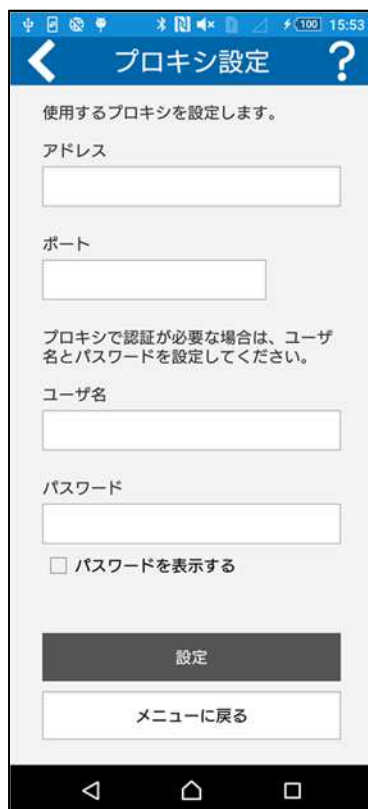 100 15:53
プロキシ設定 ?
使用するプロキシを設定します。
アドレス
ポート
プロキシで認証が必要な場合は、ユーザ
名とパスワードを設定してください。
ユーザ名
パスワード
パスワードを表示する
設定
メニューに戻る